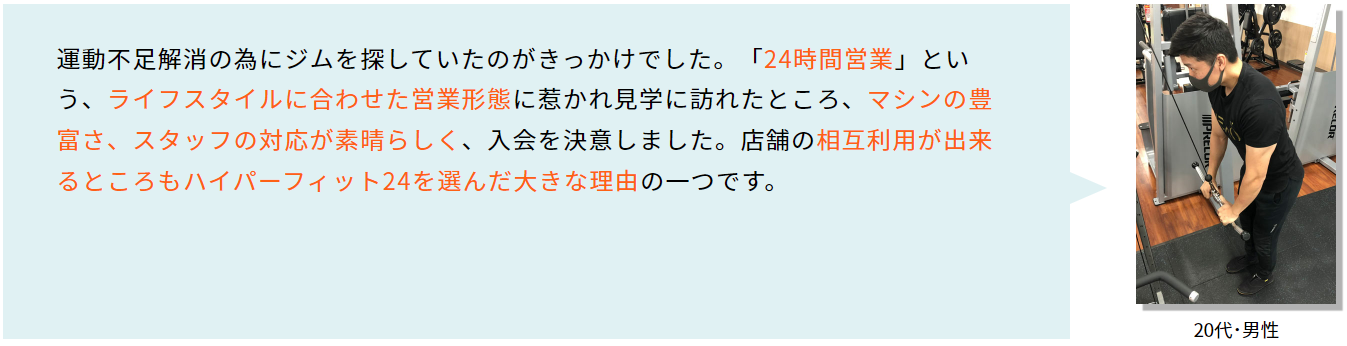 運動不足解消の為にジムを探していたのがきっかけでした。「24時間営業」とい
う、ライフスタイルに合わせた営業形態に惹かれ見学に訪れたところ、マシンの豊
富さ、スタッフの対応が素晴らしく、入会を決意しました。店舗の相互利用が出来
るところもハイパーフィット24を選んだ大きな理由の一つです。
PRECOR
20代･男性